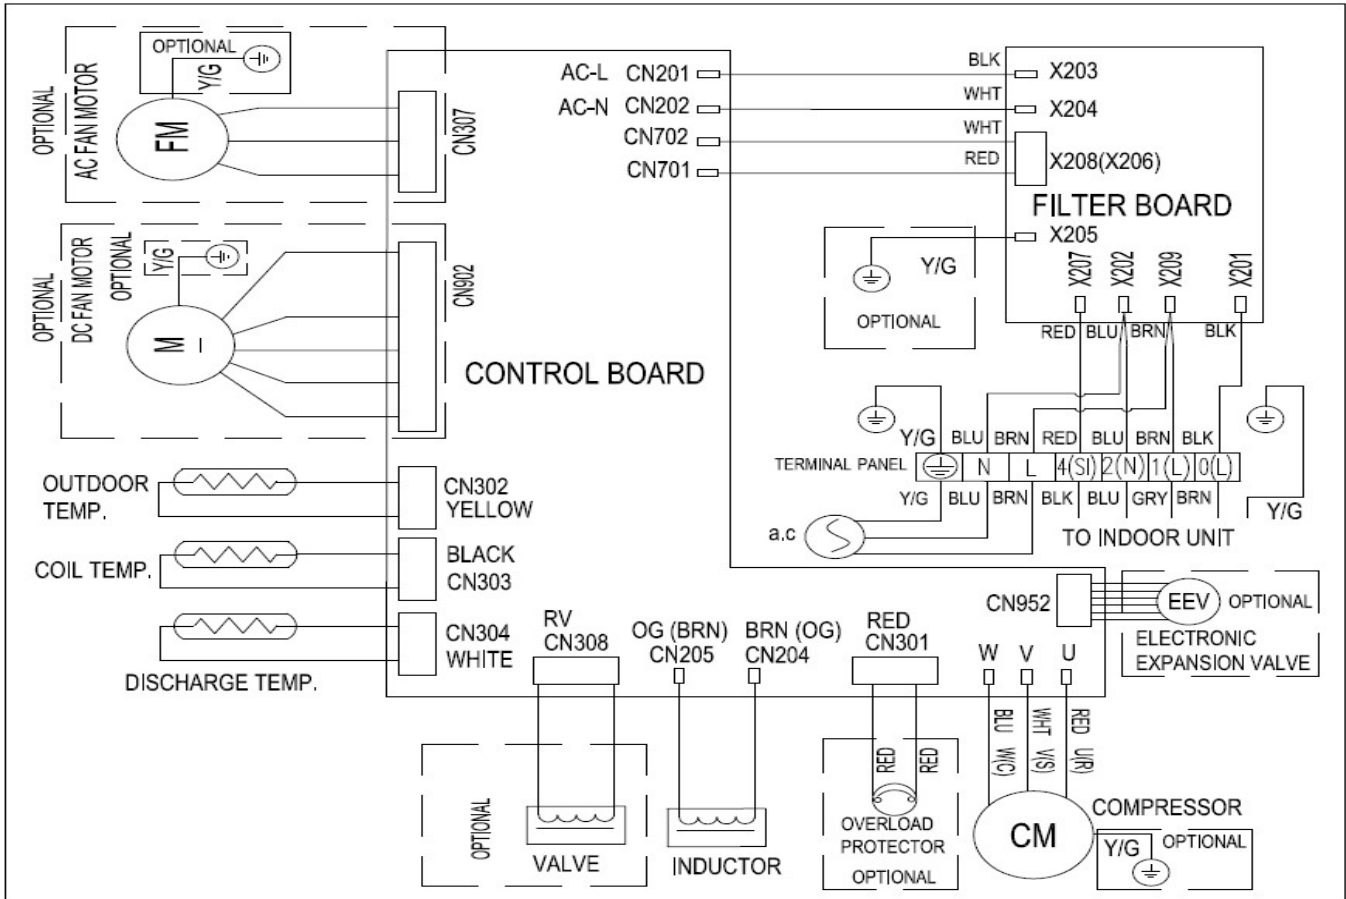 OPTIONAL
AC FAN MOTOR
OPTIONAL
Y/G
FM
CN307
OPTIONAL
DC FAN MOTOR
OPTIONAL
Y/G
M
CN902
CONTROL BOARD
AC-L CN201
AC-N CN202
CN702
CN701
BLK
WHT
WHT
RED
X203
X204
X208(X206)
FILTER BOARD
X205
Y/G
OPTIONAL
X207 X202 X209 X201
RED BLU BRN BLK
Y/G BLU BRN RED BLU BRN BLK
TERMINAL PANEL N L 4(SI) 2(N) 1(L) 0(L)
Y/G BLU BRN BLK BLU GRY BRN
Y/G
a.c
TO INDOOR UNIT
OUTDOOR
TEMP.
CN302
YELLOW
COIL TEMP.
BLACK
CN303
DISCHARGE TEMP.
CN304
WHITE
RV
CN308
OG (BRN)
CN205
BRN (OG)
CN204
RED
CN301
CN952
EEV
OPTIONAL
ELECTRONIC
EXPANSION VALVE
W V U
BLU W(C)
WHT V(S)
RED U(R)
OPTIONAL
VALVE
INDUCTOR
RED RED
OVERLOAD
PROTECTOR
OPTIONAL
CM
COMPRESSOR
Y/G
OPTIONAL